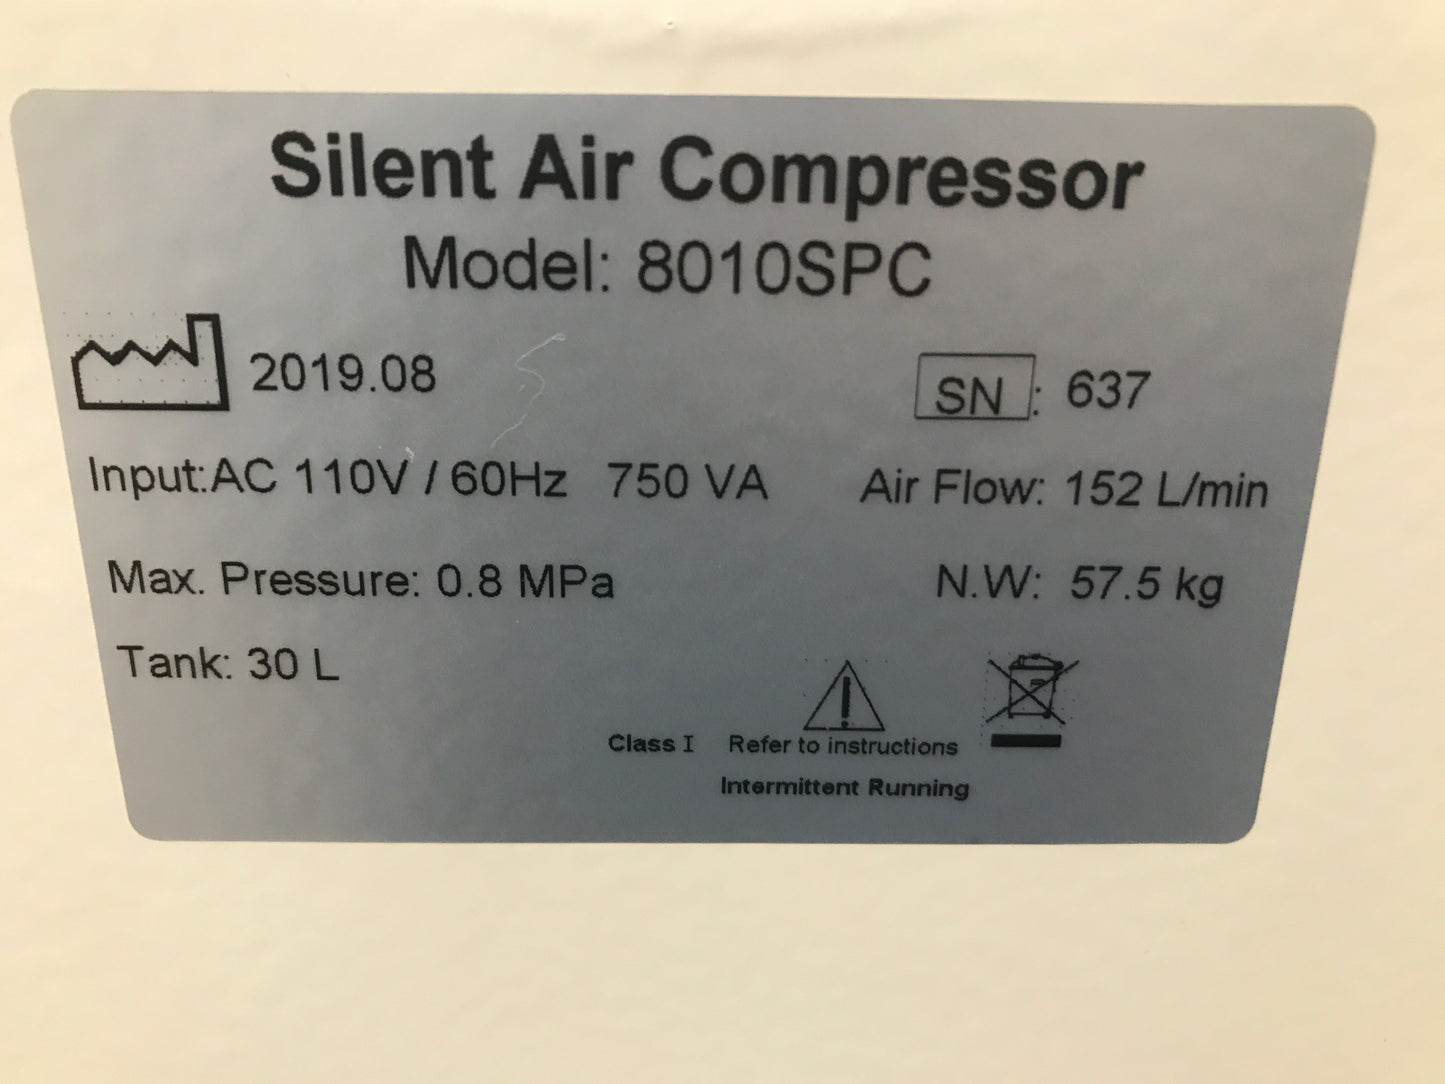 Silent Air Compressor
Model: 8010SPC
2019.08 SN: 637
Input:AC 110V / 60Hz 750 VA Air Flow: 152 L/min
Max. Pressure: 0.8 MPa N.W: 57.5 kg
Tank: 30 L
Class I Refer to instructions
Intermittent Running